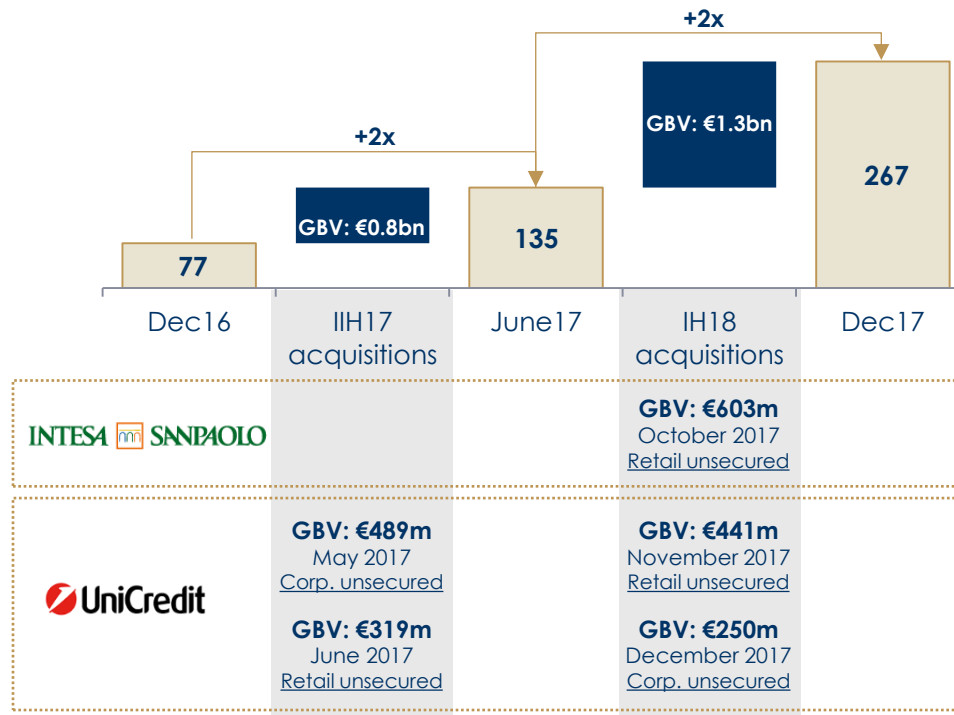 +2x
GBV: €1.3bn
+2x
267
GBV: €0.8bn
135
77
Dec16
IIH17
acquisitions
June17
IH18
acquisitions
Dec17
INTESA SANPAOLO
GBV: €603m
October 2017
Retail unsecured
UniCredit
GBV: €489m
May 2017
Corp. unsecured
GBV: €441m
November 2017
Retail unsecured
GBV: €319m
June 2017
Retail unsecured
GBV: €250m
December 2017
Corp. unsecured